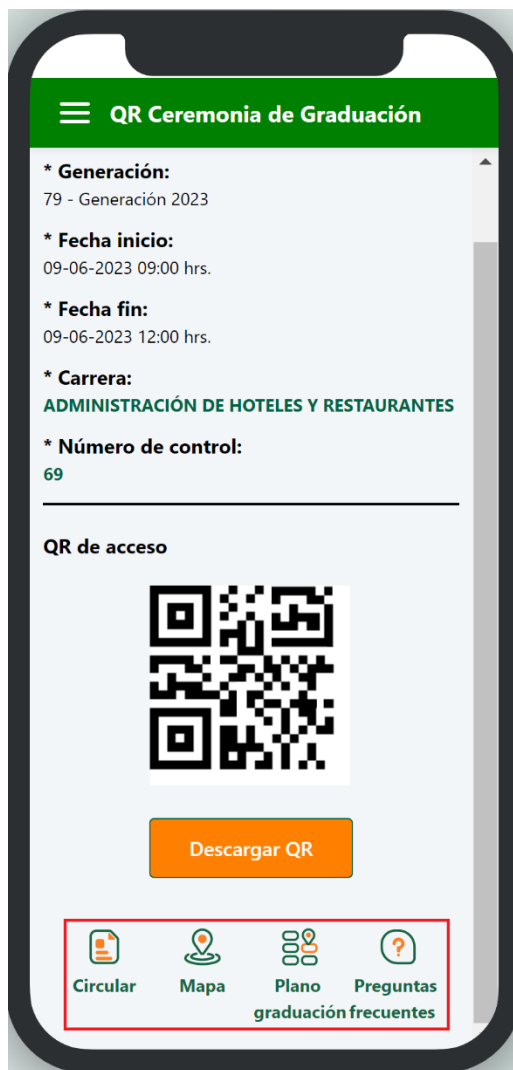 QR Ceremonia de Graduación
* Generación:
79 - Generación 2023
* Fecha inicio:
09-06-2023 09:00 hrs.
* Fecha fin:
09-06-2023 12:00 hrs.
* Carrera:
ADMINISTRACIÓN DE HOTELES Y RESTAURANTES
* Número de control:
69
QR de acceso
Descargar QR
Circular
Mapa
Plano
graduación
Preguntas
frecuentes